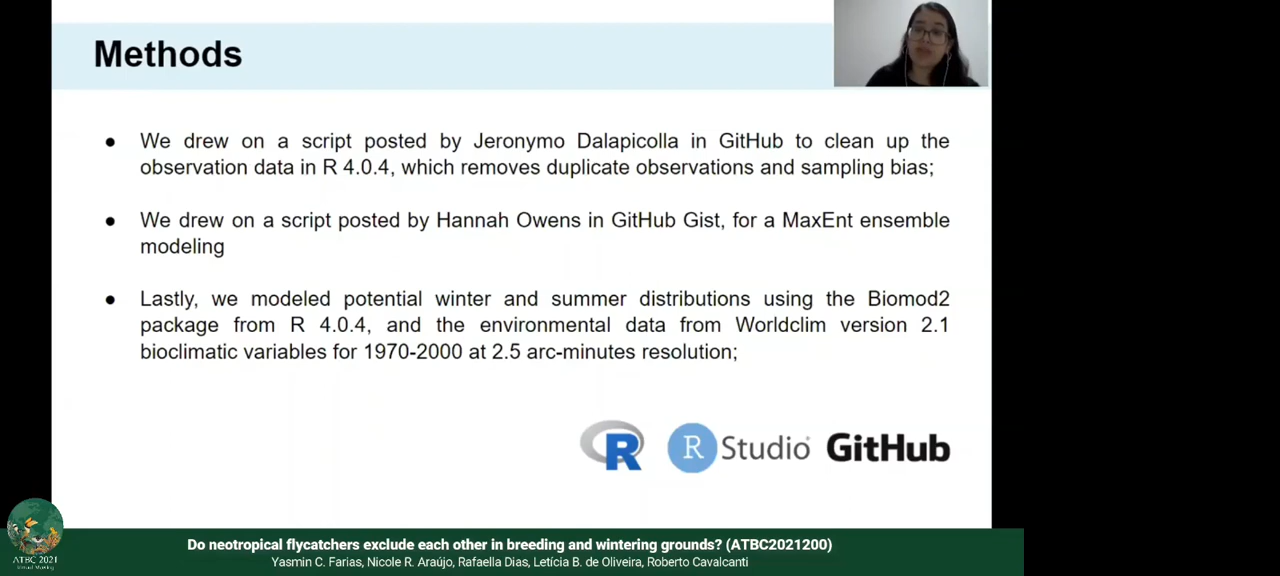 Methods
● We drew on a script posted by Jeronymo Dalapicolla in GitHub to clean up the
observation data in R 4.0.4, which removes duplicate observations and sampling bias;
● We drew on a script posted by Hannah Owens in GitHub Gist, for a MaxEnt ensemble
modeling
● Lastly, we modeled potential winter and summer distributions using the Biomod2
package from R 4.0.4, and the environmental data from Worldclim version 2.1
bioclimatic variables for 1970-2000 at 2.5 arc-minutes resolution;
R R Studio GitHub
ATBC 2021
Do neotropical flycatchers exclude each other in breeding and wintering grounds? (ATBC2021200)
Yasmin C. Farias, Nicole R. Araújo, Rafaella Dias, Letícia B. de Oliveira, Roberto Cavalcanti